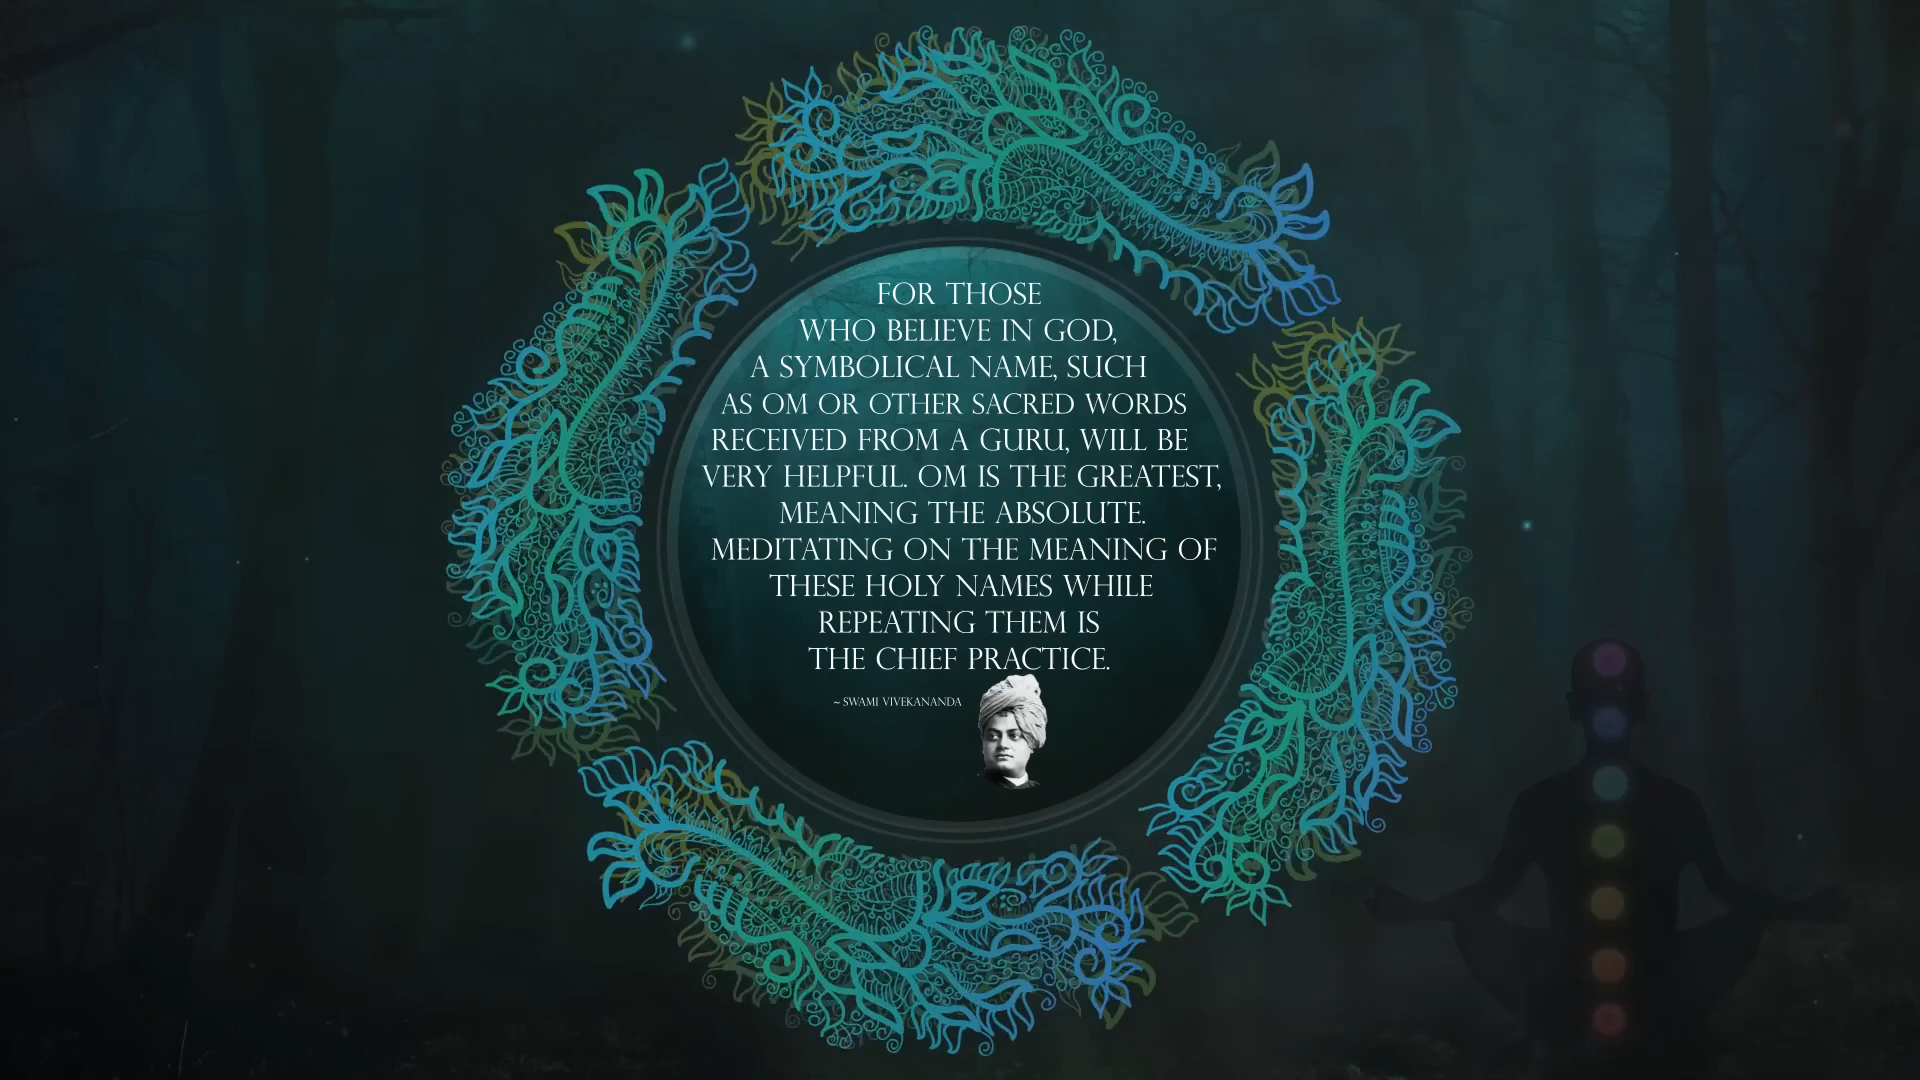 FOR THOSE
WHO BELIEVE IN GOD,
A SYMBOLICAL NAME, SUCH
AS OM OR OTHER SACRED WORDS
RECEIVED FROM A GURU, WILL BE
VERY HELPFUL. OM IS THE GREATEST,
MEANING THE ABSOLUTE.
MEDITATING ON THE MEANING OF
THESE HOLY NAMES WHILE
REPEATING THEM IS
THE CHIEF PRACTICE.
~ SWAMI VIVEKANANDA